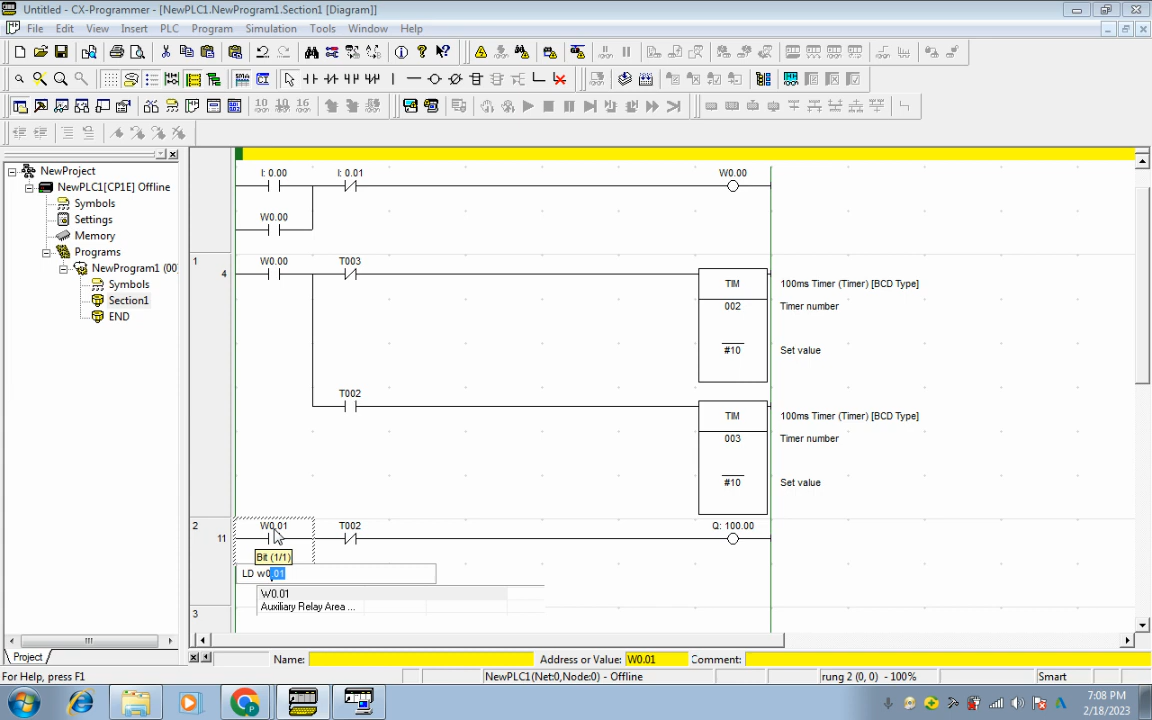 Untitled - CX-Programmer - [NewPLC1.NewProgram1.Section1 [Diagram]]
File Edit View Insert PLC Program Simulation Tools Window Help
10 10 16
NewProject
NewPLC1[CP1E] Offline
Symbols
Settings
Memory
Programs
NewProgram1 (00)
Symbols
Section1
END
Project
I: 0.00 I: 0.01 W0.00
W0.00
1
4
W0.00 T003
TIM 100ms Timer (Timer) [BCD Type]
002 Timer number
#10 Set value
T002
TIM 100ms Timer (Timer) [BCD Type]
003 Timer number
#10 Set value
2
11
W0.01 T002 Q: 100.00
Bit (1/1)
LD w0.01
W0.01
Auxiliary Relay Area ...
3
Name: Address or Value: W0.01 Comment:
For Help, press F1 NewPLC1(Net:0,Node:0) - Offline rung 2 (0, 0) - 100% Smart
7:08 PM
2/18/2023